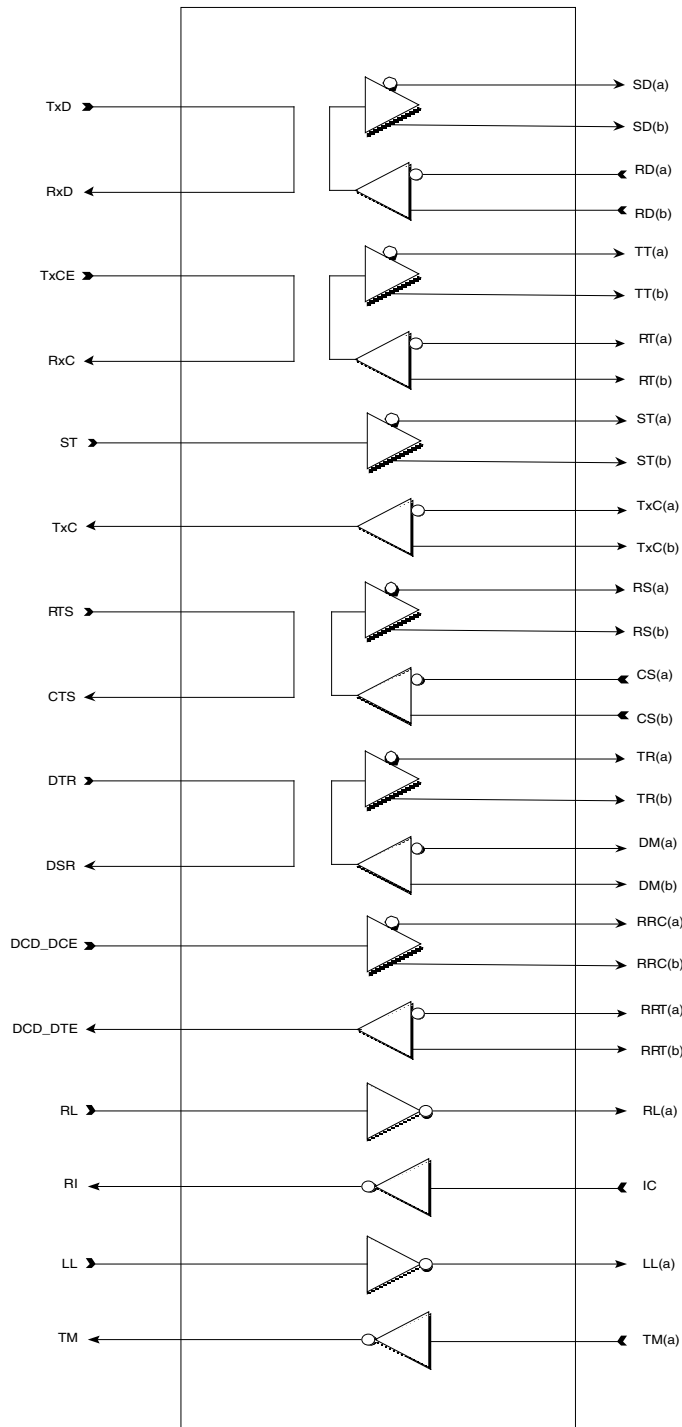 SD(a)
TxD
SD(b)
RD(a)
RxD
RD(b)
TT(a)
TxCE
TT(b)
RT(a)
RxC
RT(b)
ST(a)
ST
ST(b)
TxC(a)
TxC
TxC(b)
RS(a)
RTS
RS(b)
CS(a)
CTS
CS(b)
TR(a)
DTR
TR(b)
DM(a)
DSR
DM(b)
RRC(a)
DCD_DCE
RRC(b)
RRT(a)
DCD_DTE
RRT(b)
RL
RL(a)
RI
IC
LL
LL(a)
TM
TM(a)